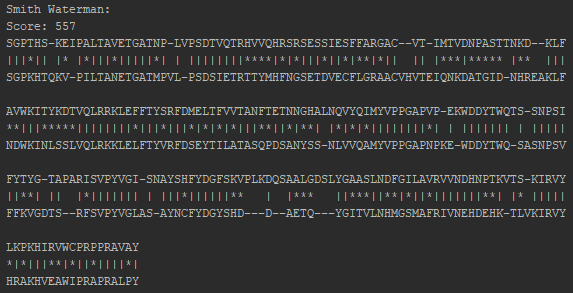 Smith Waterman:
Score: 557
SGPTHS-KEIPALTAVETGATNP-LVPSDTVQTRHVVQHRSRSESSIESFFARGAC--VT-IMTVDNPASTTNKD--KLF
|||*|| |*| *||*||||||| ||||*|||||****|*|*|||*|*||*||*|| || |***|***** |** |||
SGPKHTQKV-PILTANETGATMPVL-PSDSIETRTTYMHFNGSETDVECFLGRAACVHVTEIQNKDATGID-NHREAKLF
AVWKITYKDTVQLRRKLEFFTYSRFDMELTFVVTANFTETNNGHALNQVYQIMYVPPGAPVP-EKWDDYTWQTS-SNPSI
**|||*****||||||||*|||*|||*||*|*|||*||**|**||**| |*|*||*||||||*| | ||||||| | |||||
NDWKINLSSLVQLRRKLELFTYVRFDSEYTILATASQPDSANYSS-NLVVQAMYVPPGAPNPKE-WDDYTWQ-SASNPSV
FYTYG-TAPARISVPYVGI-SNAYSHFYDGFSKVPLKDQSAALGDSLYGAASLNDFGILAVRVVNDHNPTKVTS-KIRVY
||**| || |*||||||| |*||*|||||** | |*** ||***||*||*||*|||*|** ||* |||||
FFKVGDTS--RFSVPYVGLAS-AYNCFYDGYSHD---D--AETQ---YGITVLNHMGSMAFRIVNEHDEHK-TLVKIRVY
LKPKHIRVWCPRPPRAVAY
*|*|||**|*||*||||*|
HRAKHVEAWIPRAPRALPY